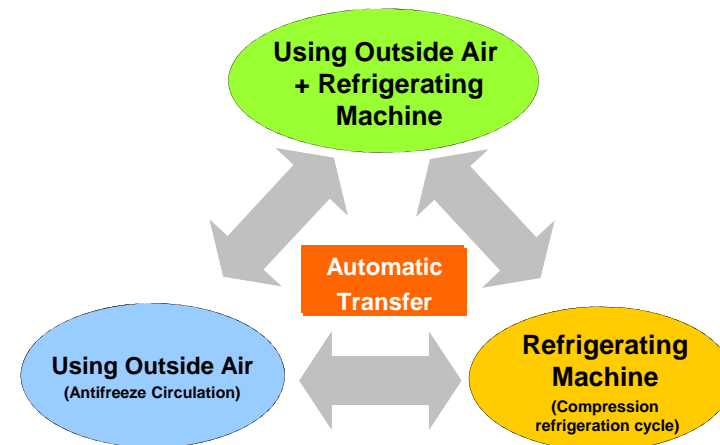 Using Outside Air
+ Refrigerating
Machine
Automatic
Transfer
Using Outside Air
(Antifreeze Circulation)
Refrigerating
Machine
(Compression
refrigeration cycle)